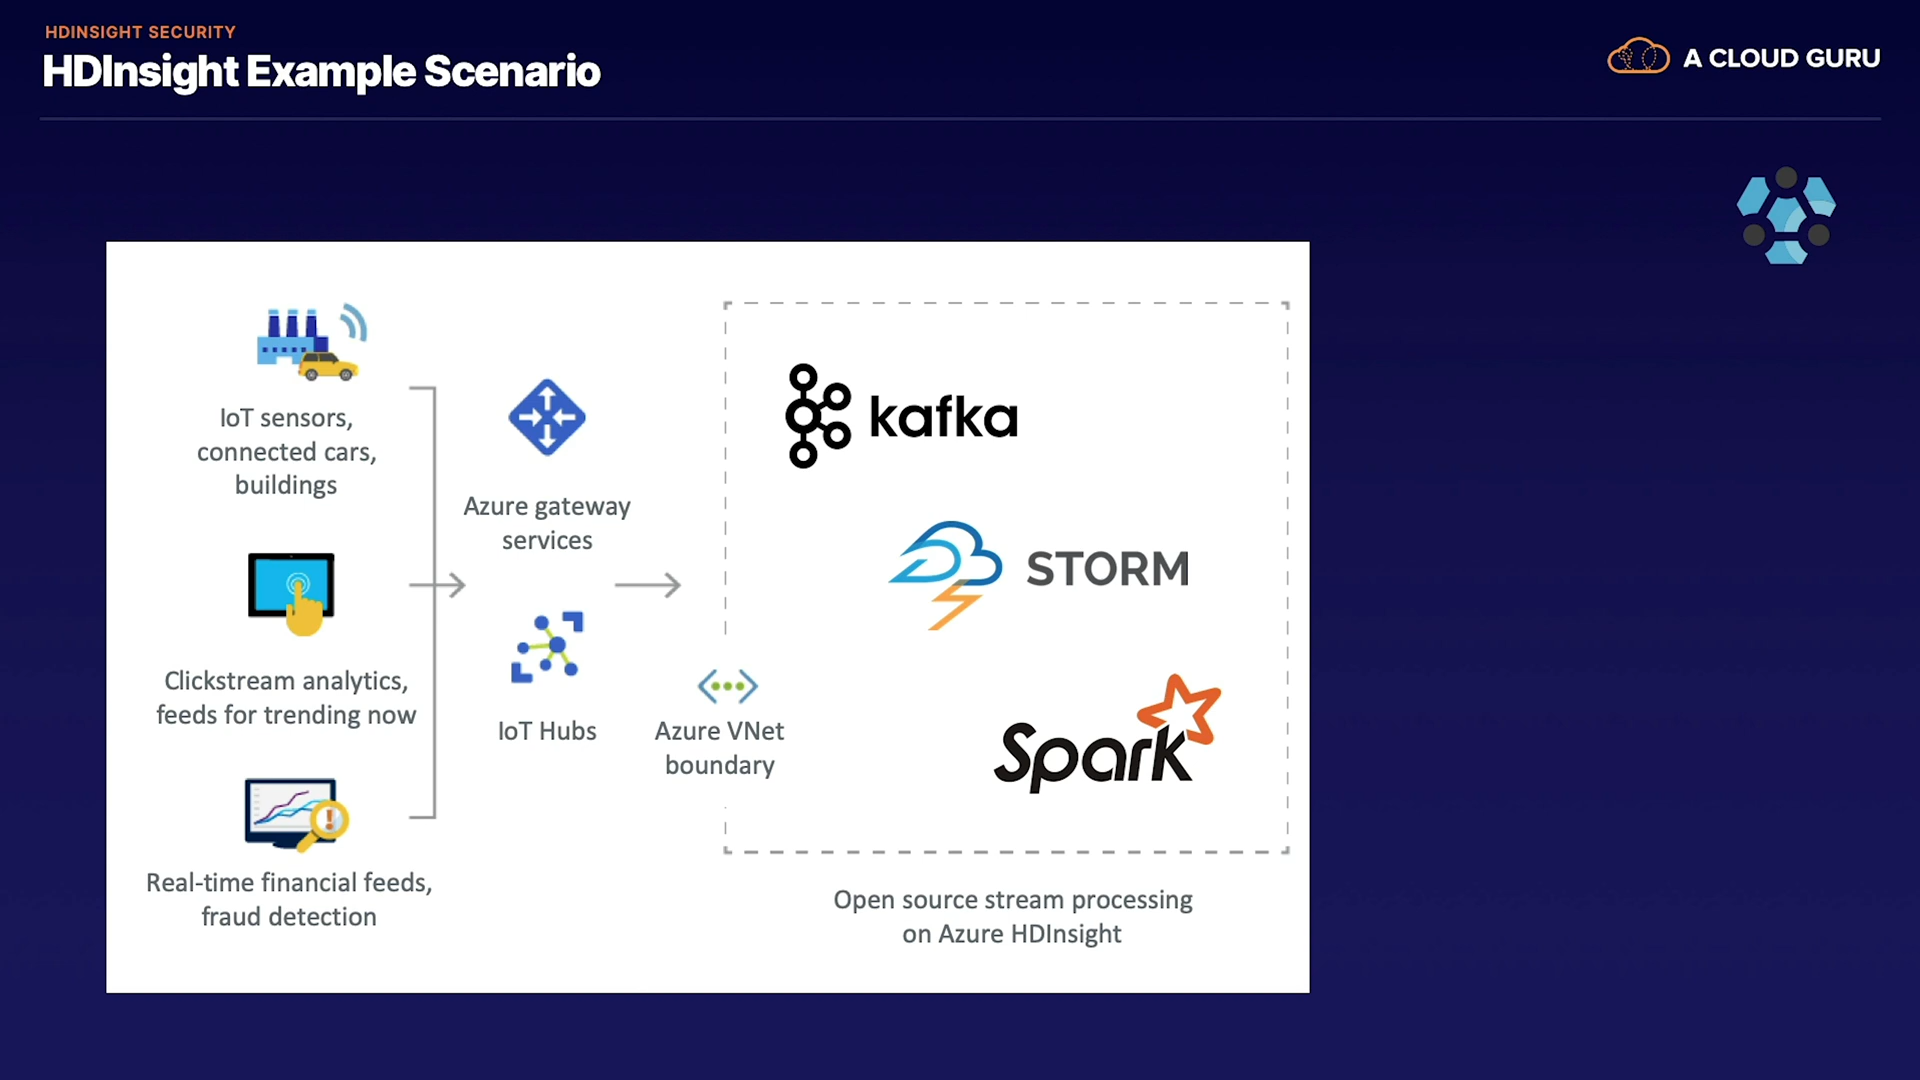 HDINSIGHT SECURITY
HDInsight Example Scenario
A CLOUD GURU
IoT sensors,
connected cars,
buildings
Clickstream analytics,
feeds for trending now
Real-time financial feeds,
fraud detection
Azure gateway
services
IoT Hubs
Azure VNet
boundary
kafka
STORM
Spark
Open source stream processing
on Azure HDInsight